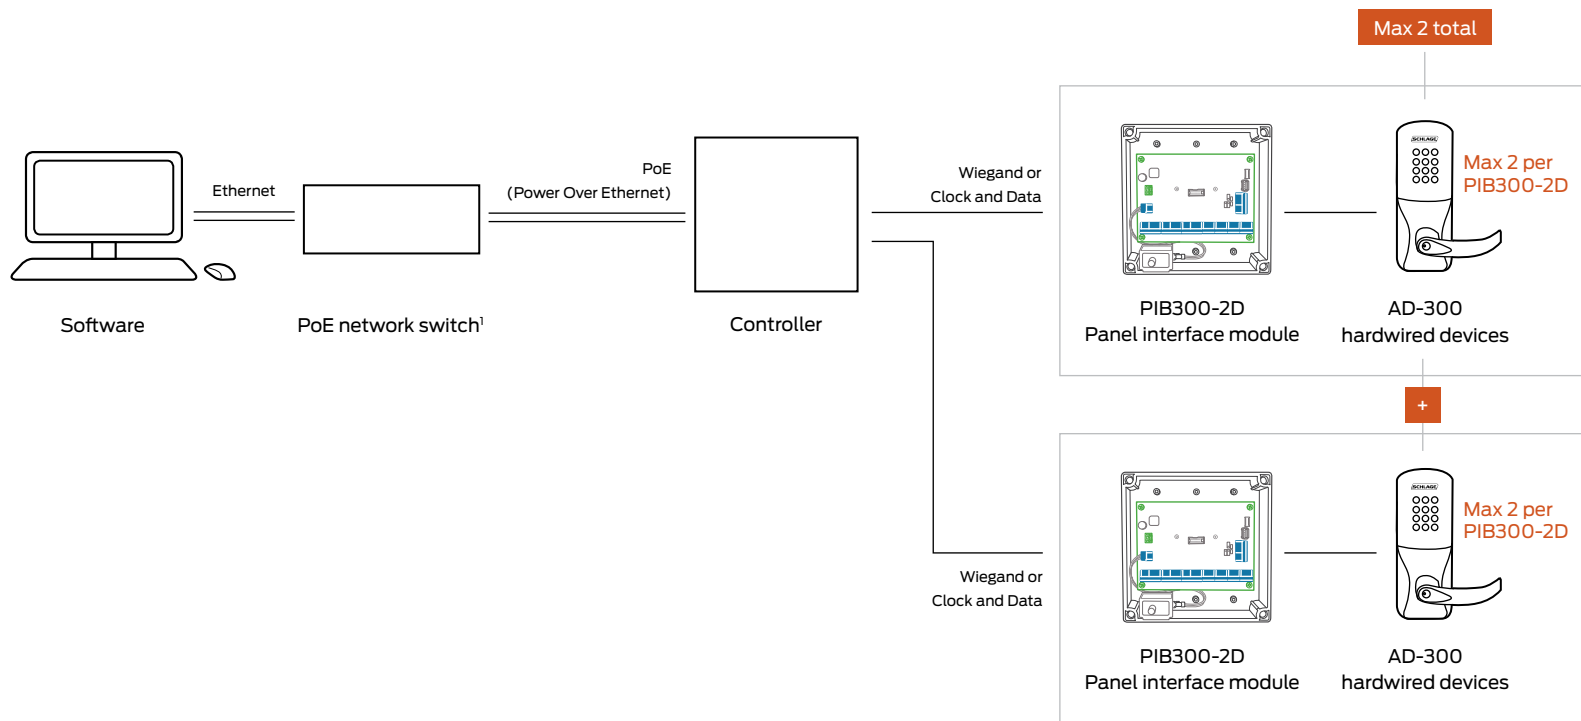 Max 2 total
Ethernet
PoE
(Power Over Ethernet)
Wiegand or
Clock and Data
SCHLAGE
Max 2 per
PIB300-2D
Software
PoE network switch¹
Controller
PIB300-2D
Panel interface module
AD-300
hardwired devices
+
Wiegand or
Clock and Data
SCHLAGE
Max 2 per
PIB300-2D
PIB300-2D
Panel interface module
AD-300
hardwired devices